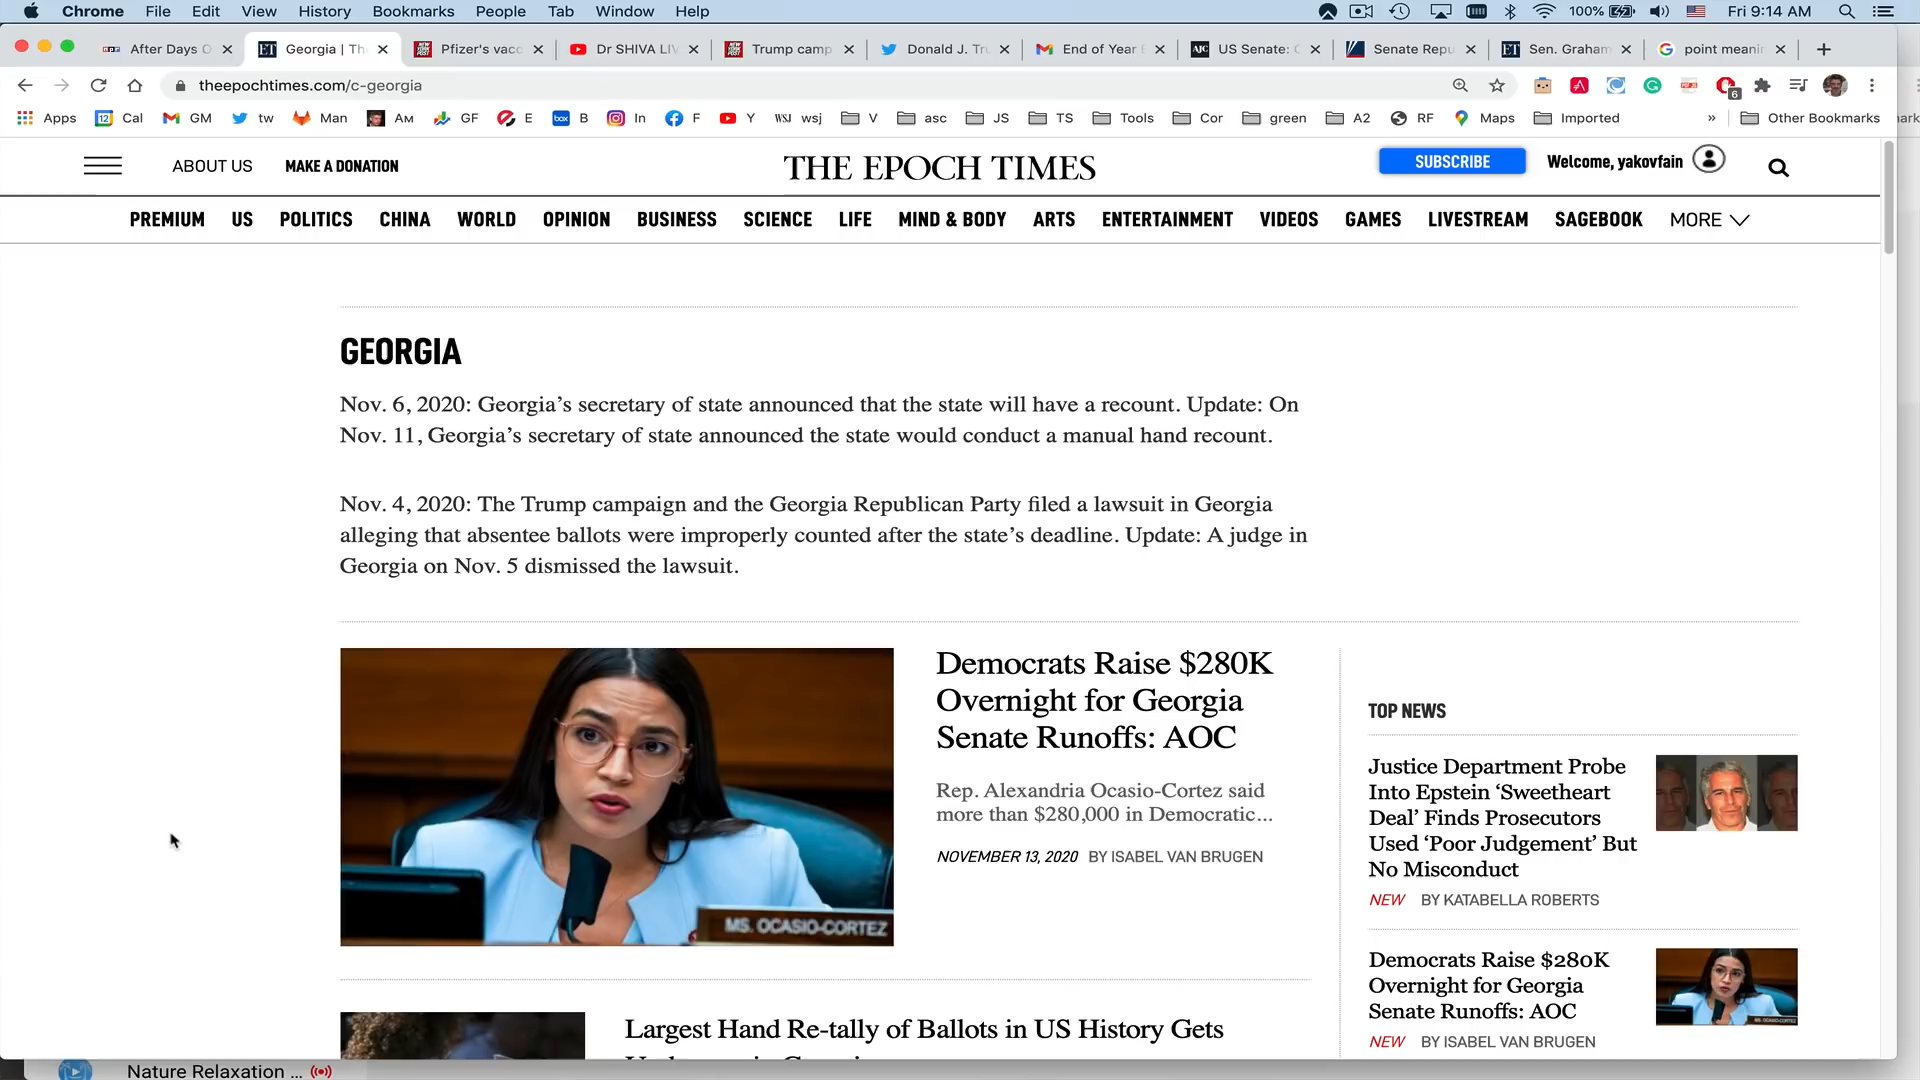 Chrome File Edit View History Bookmarks People Tab Window Help 100% Fri 9:14 AM
After Days O Georgia | The Pfizer's vacc Dr SHIVA LIV Trump camp Donald J. Tru End of Year AJC US Senate: Senate Repu ET Sen. Graham point meani
theepochtimes.com/c-georgia 6
Apps 12 Cal GM tw Man Am GF E box B In F Y WSJ wsj V asc JS TS Tools Cor green A2 RF Maps Imported » Other Bookmarks
ABOUT US MAKE A DONATION THE EPOCH TIMES SUBSCRIBE Welcome, yakovfain
PREMIUM US POLITICS CHINA WORLD OPINION BUSINESS SCIENCE LIFE MIND & BODY ARTS ENTERTAINMENT VIDEOS GAMES LIVESTREAM SAGEBOOK MORE
GEORGIA
Nov. 6, 2020: Georgia’s secretary of state announced that the state will have a recount. Update: On
Nov. 11, Georgia’s secretary of state announced the state would conduct a manual hand recount.
Nov. 4, 2020: The Trump campaign and the Georgia Republican Party filed a lawsuit in Georgia
alleging that absentee ballots were improperly counted after the state’s deadline. Update: A judge in
Georgia on Nov. 5 dismissed the lawsuit.
MS. OCASIO-CORTEZ
Democrats Raise $280K
Overnight for Georgia
Senate Runoffs: AOC
Rep. Alexandria Ocasio-Cortez said
more than $280,000 in Democratic...
NOVEMBER 13, 2020 BY ISABEL VAN BRUGEN
Largest Hand Re-tally of Ballots in US History Gets
TOP NEWS
Justice Department Probe
Into Epstein ‘Sweetheart
Deal’ Finds Prosecutors
Used ‘Poor Judgement’ But
No Misconduct
NEW BY KATABELLA ROBERTS
Democrats Raise $280K
Overnight for Georgia
Senate Runoffs: AOC
NEW BY ISABEL VAN BRUGEN
Nature Relaxation ...